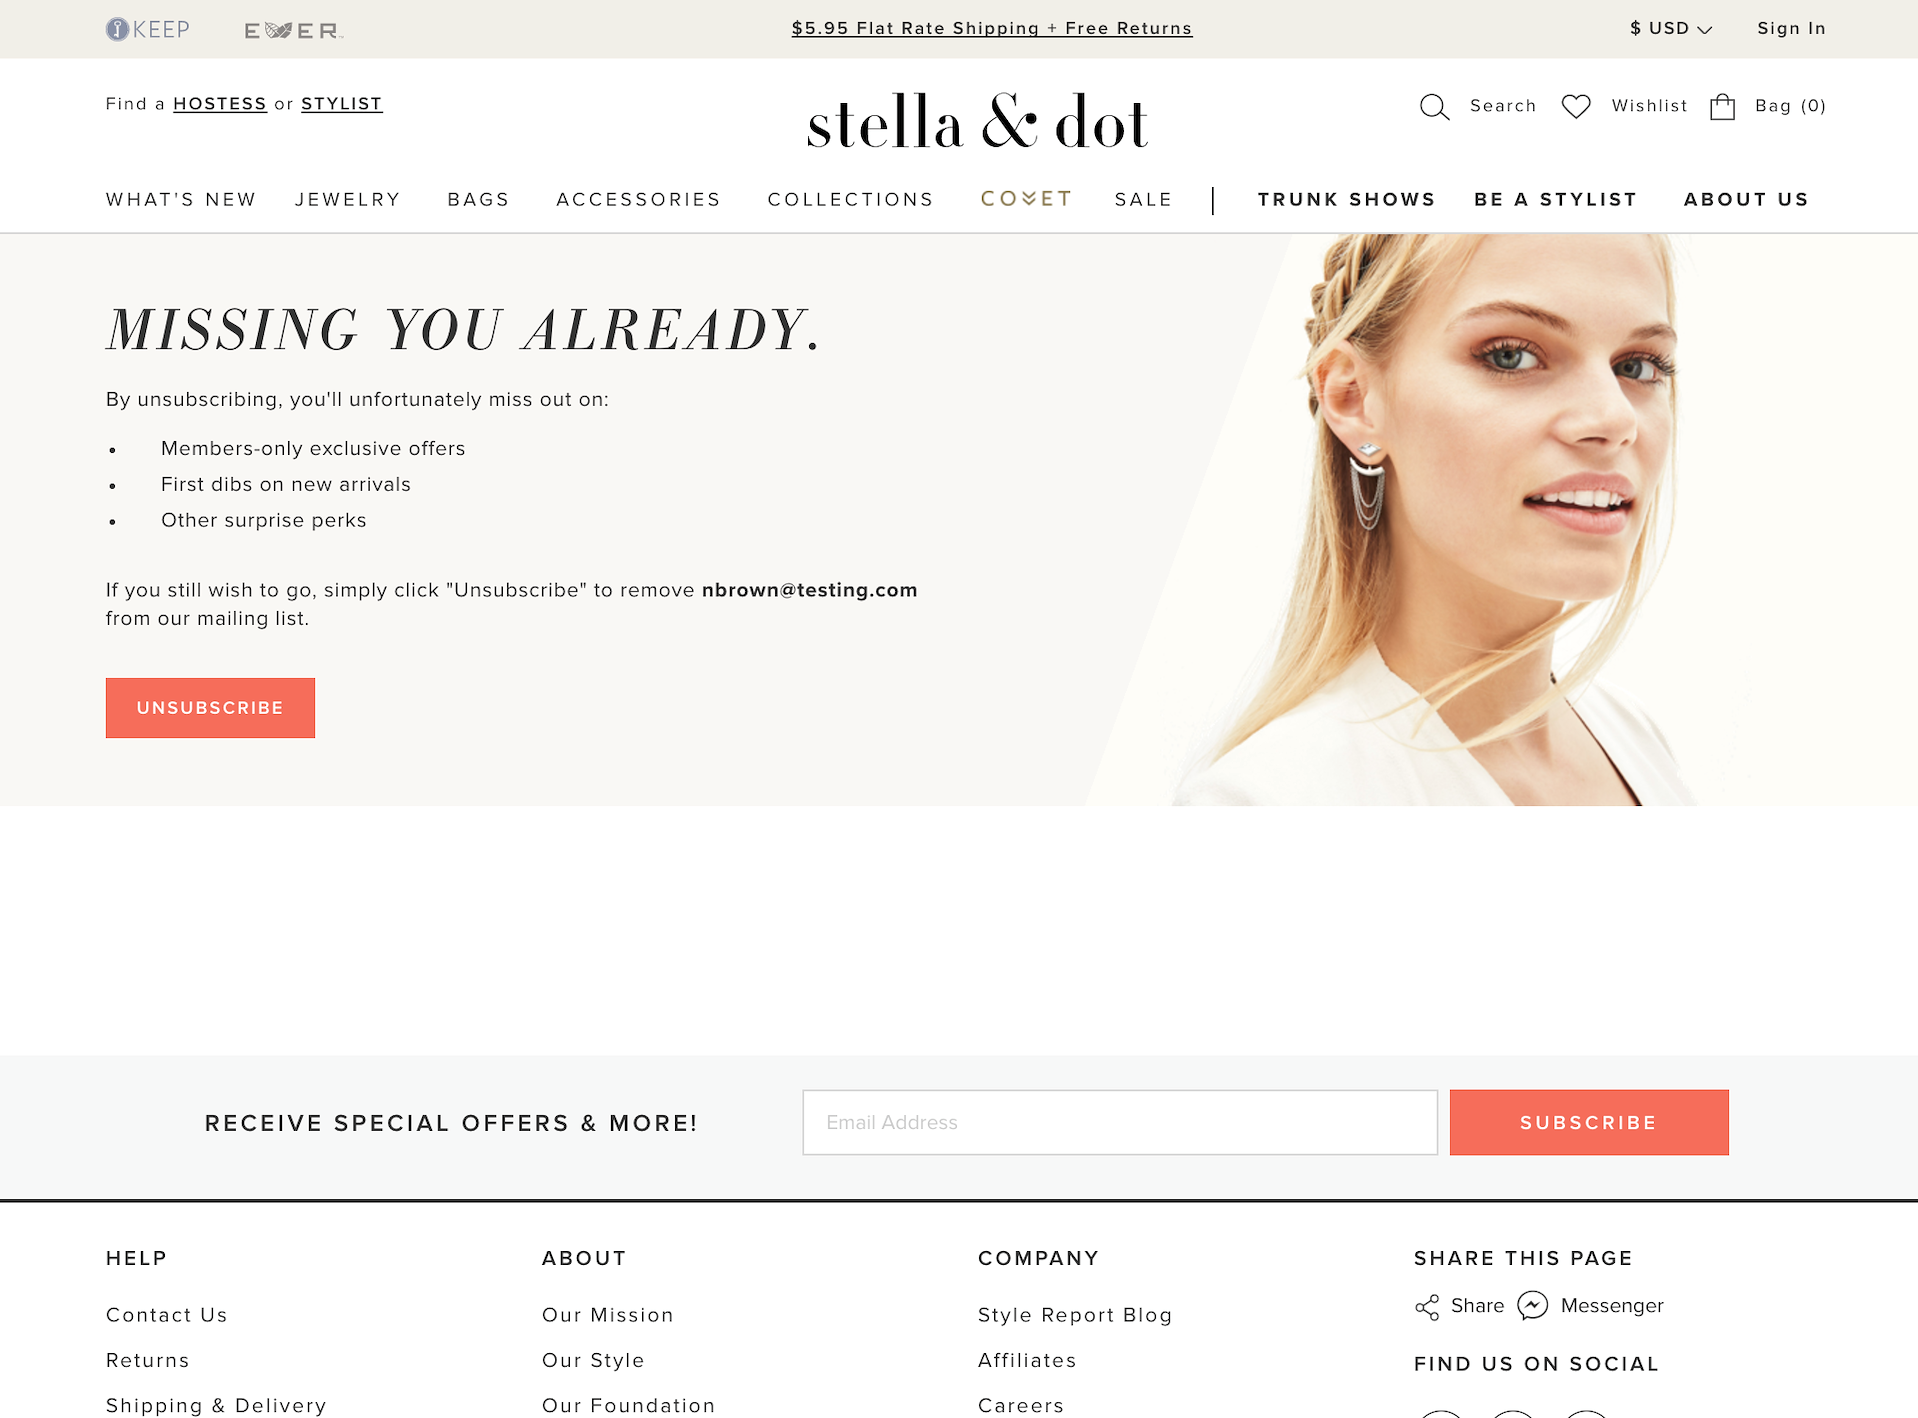 KEEP
EVER
$5.95 Flat Rate Shipping + Free Returns
$ USD
Sign In
Find a HOSTESS or STYLIST
stella & dot
Search
Wishlist
Bag (0)
WHAT'S NEW
JEWELRY
BAGS
ACCESSORIES
COLLECTIONS
COVET
SALE
TRUNK SHOWS
BE A STYLIST
ABOUT US
MISSING YOU ALREADY.
By unsubscribing, you'll unfortunately miss out on:
• Members-only exclusive offers
• First dibs on new arrivals
• Other surprise perks
If you still wish to go, simply click "Unsubscribe" to remove nbrown@testing.com
from our mailing list.
UNSUBSCRIBE
RECEIVE SPECIAL OFFERS & MORE!
Email Address
SUBSCRIBE
HELP
Contact Us
Returns
Shipping & Delivery
ABOUT
Our Mission
Our Style
Our Foundation
COMPANY
Style Report Blog
Affiliates
Careers
SHARE THIS PAGE
Share
Messenger
FIND US ON SOCIAL